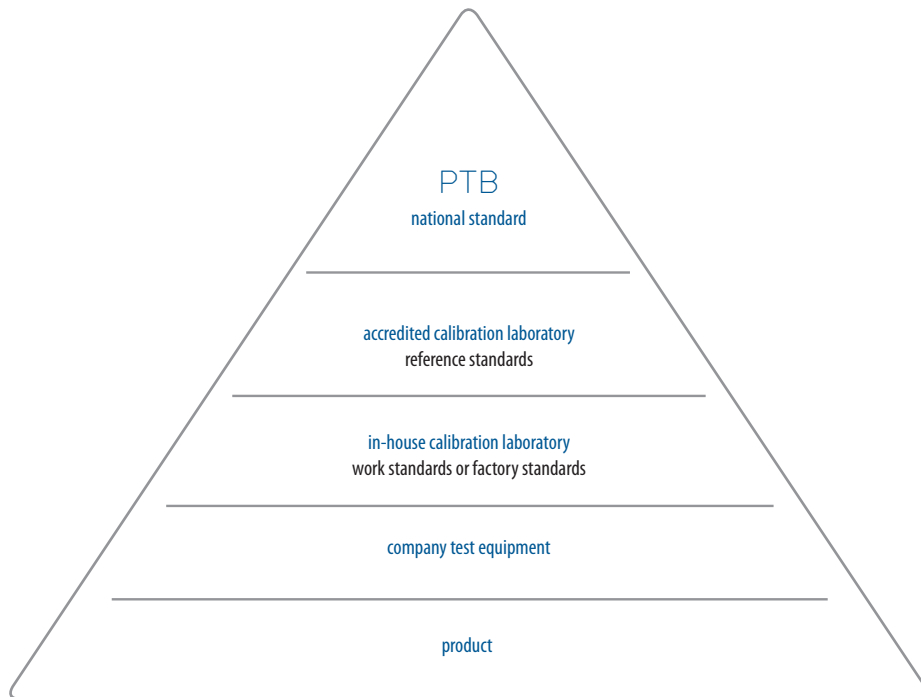 PTB
national standard
accredited calibration laboratory
reference standards
in-house calibration laboratory
work standards or factory standards
company test equipment
product